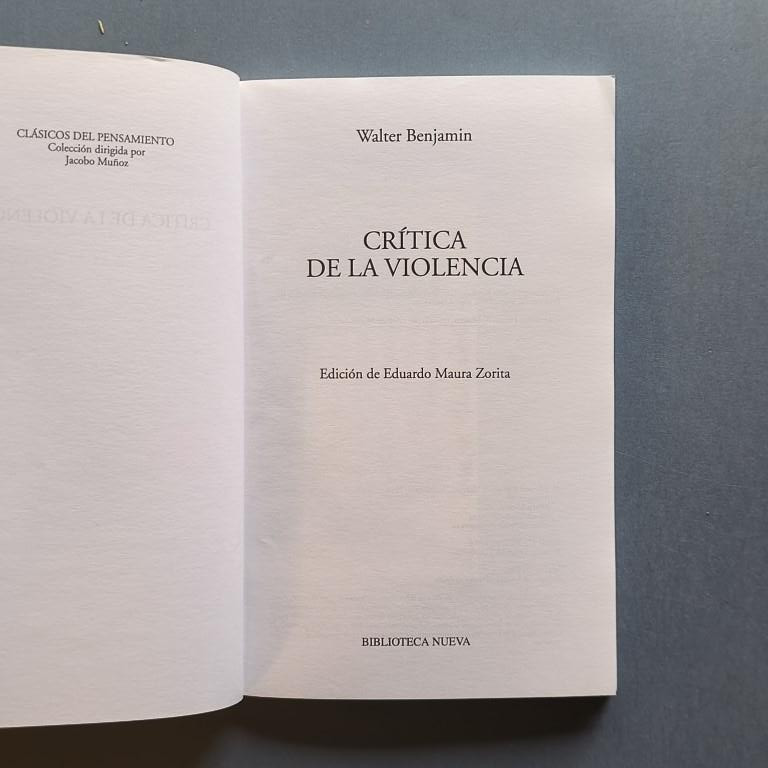 CLÁSICOS DEL PENSAMIENTO
Colección dirigida por
Jacobo Muñoz
Walter Benjamin
CRÍTICA
DE LA VIOLENCIA
Edición de Eduardo Maura Zorita
BIBLIOTECA NUEVA